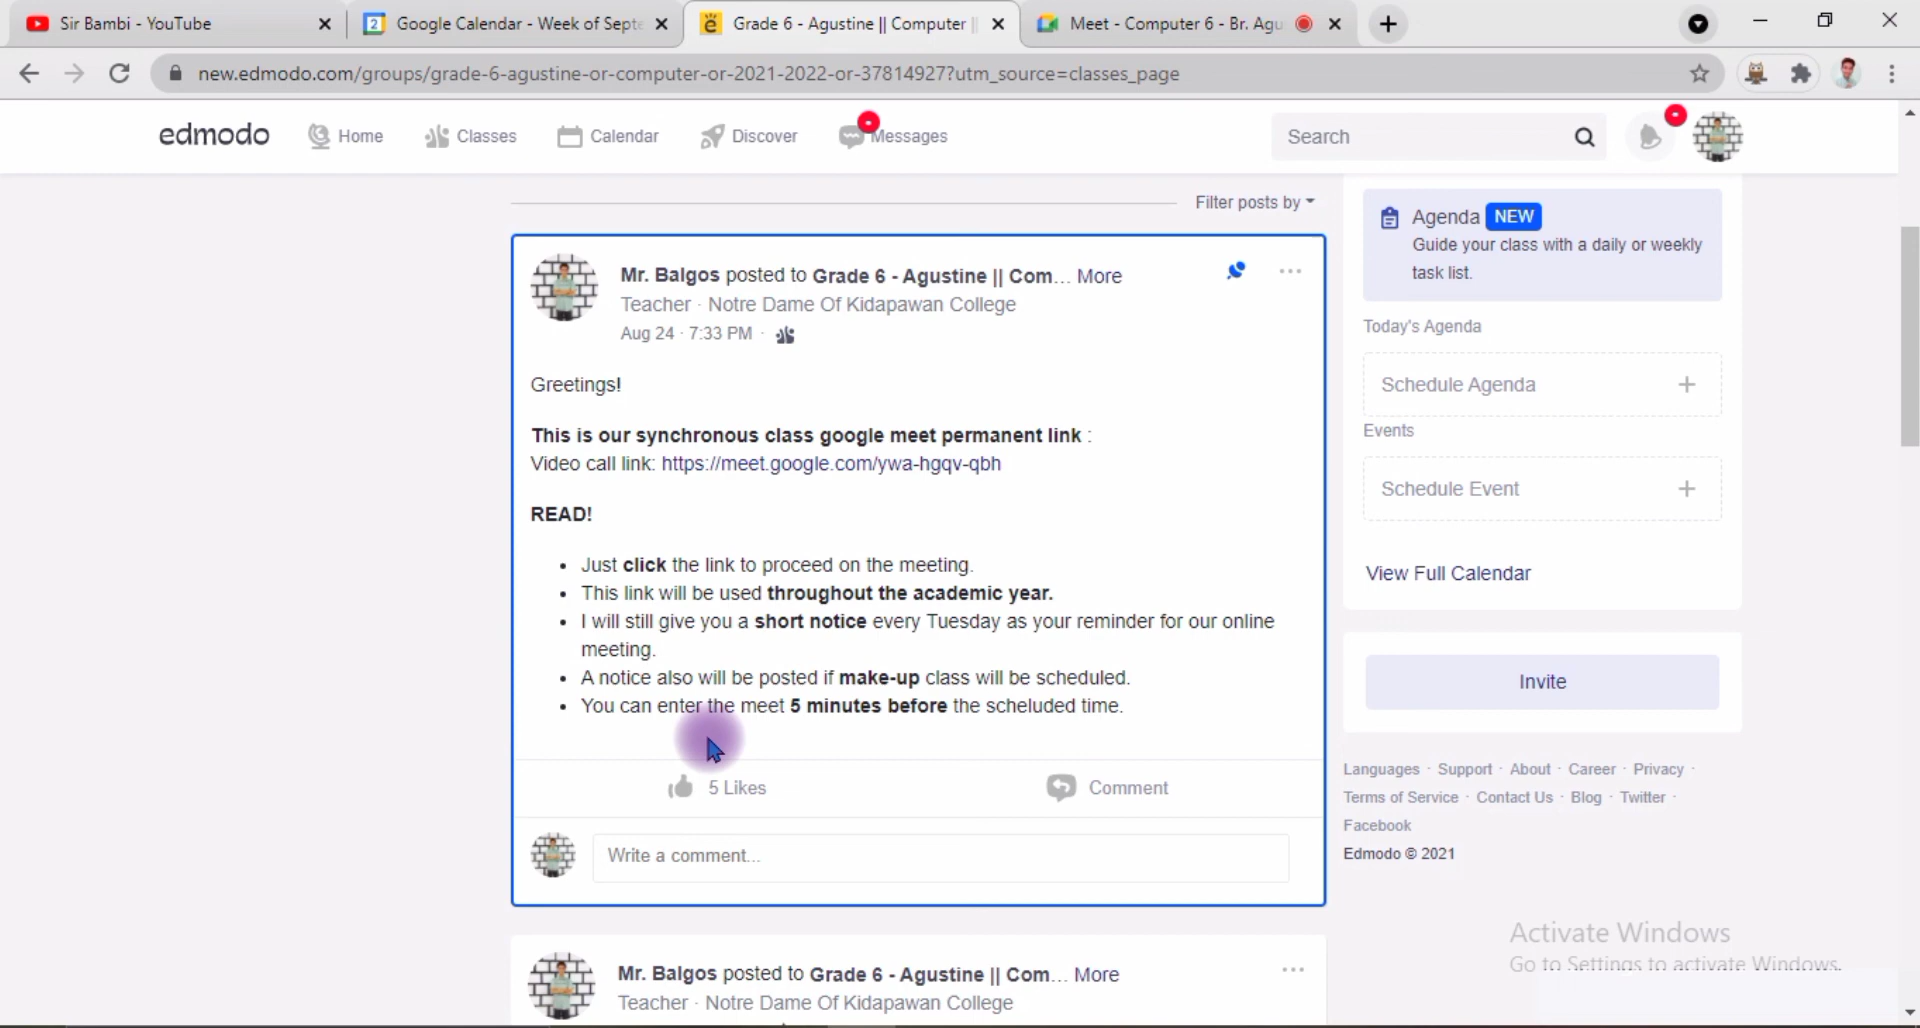 Sir Bambi - YouTube
2 Google Calendar - Week of Septe
Grade 6 - Agustine || Computer |
Meet - Computer 6 - Br. Agu
new.edmodo.com/groups/grade-6-agustine-or-computer-or-2021-2022-or-37814927?utm_source=classes_page
edmodo Home Classes Calendar Discover Messages Search
Filter posts by
Mr. Balgos posted to Grade 6 - Agustine || Com... More
Teacher · Notre Dame Of Kidapawan College
Aug 24 · 7:33 PM ·
Greetings!
This is our synchronous class google meet permanent link :
Video call link: https://meet.google.com/ywa-hgqv-qbh
READ!
• Just click the link to proceed on the meeting.
• This link will be used throughout the academic year.
• I will still give you a short notice every Tuesday as your reminder for our online
meeting.
• A notice also will be posted if make-up class will be scheduled.
• You can enter the meet 5 minutes before the scheluded time.
5 Likes Comment
Write a comment...
Mr. Balgos posted to Grade 6 - Agustine || Com... More
Teacher · Notre Dame Of Kidapawan College
Agenda NEW
Guide your class with a daily or weekly
task list.
Today's Agenda
Schedule Agenda +
Events
Schedule Event +
View Full Calendar
Invite
Languages · Support · About · Career · Privacy ·
Terms of Service · Contact Us · Blog · Twitter ·
Facebook
Edmodo © 2021
Activate Windows
Go to Settings to activate Windows.